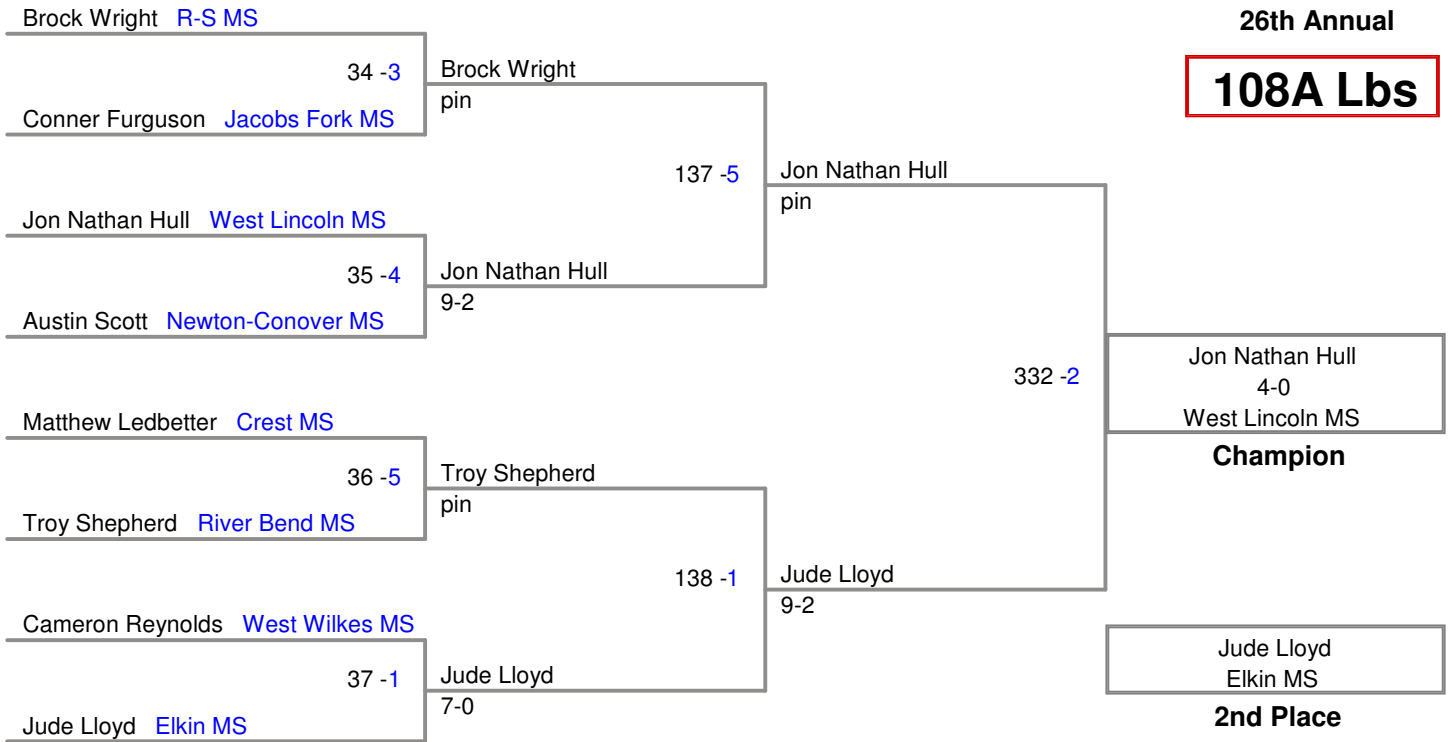 Brock Wright R-S MS
26th Annual
108A Lbs
34 -3
Brock Wright
pin
Conner Furguson Jacobs Fork MS
137 -5
Jon Nathan Hull
pin
Jon Nathan Hull West Lincoln MS
35 -4
Jon Nathan Hull
9-2
Austin Scott Newton-Conover MS
332 -2
Jon Nathan Hull
4-0
West Lincoln MS
Champion
Matthew Ledbetter Crest MS
36 -5
Troy Shepherd
pin
Troy Shepherd River Bend MS
138 -1
Jude Lloyd
9-2
Cameron Reynolds West Wilkes MS
37 -1
Jude Lloyd
7-0
Jude Lloyd Elkin MS
Jude Lloyd
Elkin MS
2nd Place